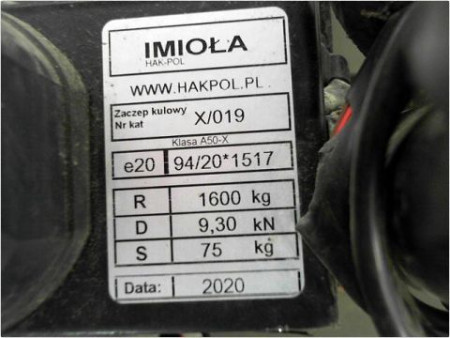 IMIOŁA
HAK-POL
WWW.HAKPOL.PL
Zaczep kulowy
Nr kat X/019
Klasa A50-X
e20 94/20*1517
R 1600 kg
D 9,30 kN
S 75 kg
Data: 2020